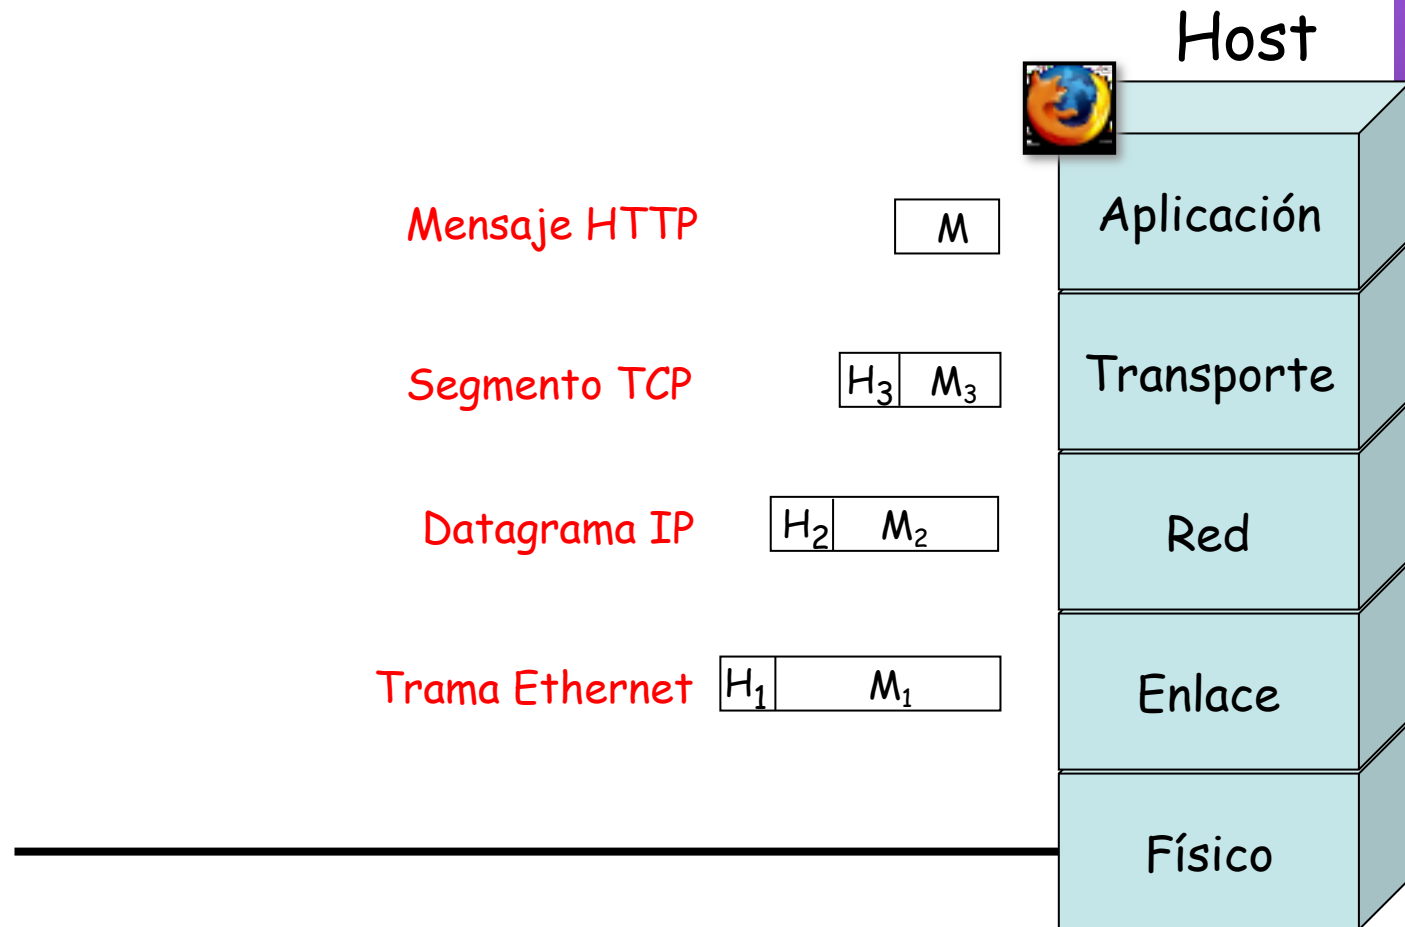 Host
Mensaje HTTP M Aplicación
Segmento TCP H₃ M₃ Transporte
Datagrama IP H₂ M₂ Red
Trama Ethernet H₁ M₁ Enlace
Físico